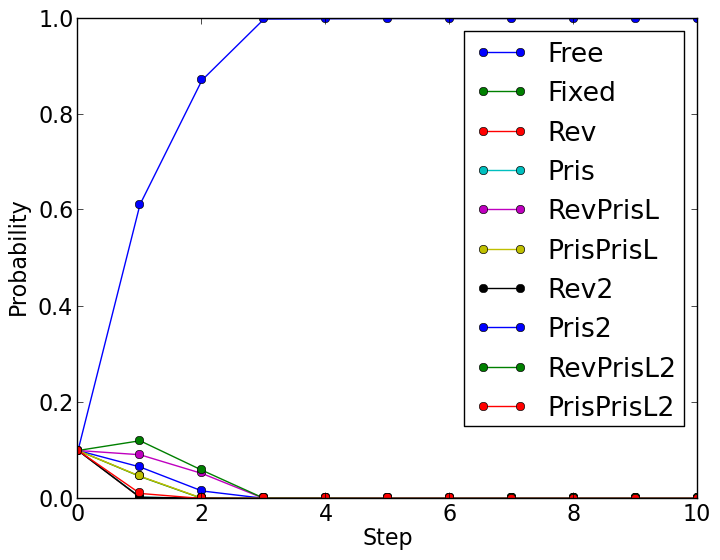 1.0
0.8
0.6
0.4
0.2
0.0
Probability
0 2 4 6 8 10
Step
Free
Fixed
Rev
Pris
RevPrisL
PrisPrisL
Rev2
Pris2
RevPrisL2
PrisPrisL2